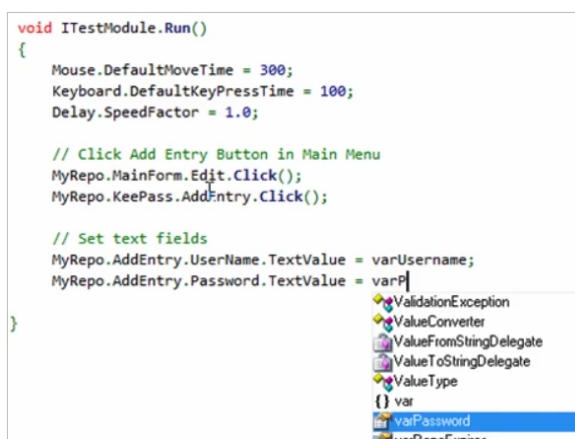 void ITestModule.Run()
{
Mouse.DefaultMoveTime = 300;
Keyboard.DefaultKeyPressTime = 100;
Delay.SpeedFactor = 1.0;
// Click Add Entry Button in Main Menu
MyRepo.MainForm.Edit.Click();
MyRepo.KeePass.AddEntry.Click();
// Set text fields
MyRepo.AddEntry.UserName.TextValue = varUsername;
MyRepo.AddEntry.Password.TextValue = varP
ValidationException
}
ValueConverter
ValueFromStringDelegate
ValueToStringDelegate
ValueType
{} var
varPassword